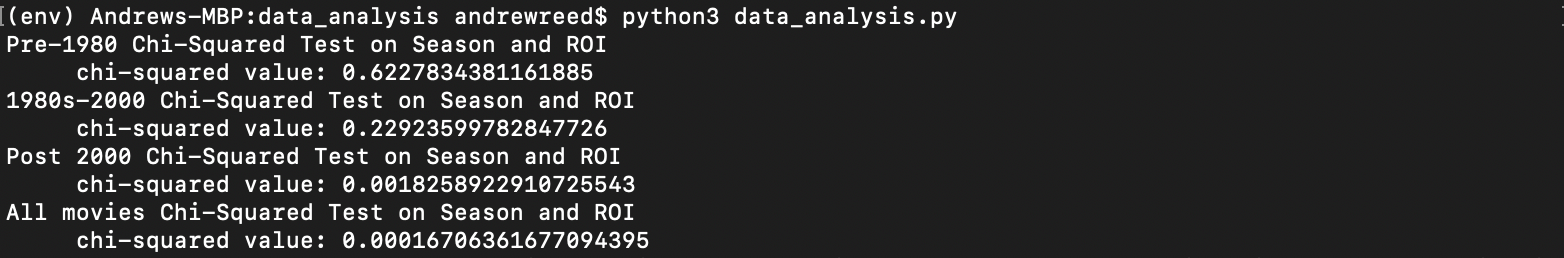 (env) Andrews-MBP:data_analysis andrewreed$ python3 data_analysis.py
Pre-1980 Chi-Squared Test on Season and ROI
chi-squared value: 0.6227834381161885
1980s-2000 Chi-Squared Test on Season and ROI
chi-squared value: 0.22923599782847726
Post 2000 Chi-Squared Test on Season and ROI
chi-squared value: 0.0018258922910725543
All movies Chi-Squared Test on Season and ROI
chi-squared value: 0.00016706361677094395